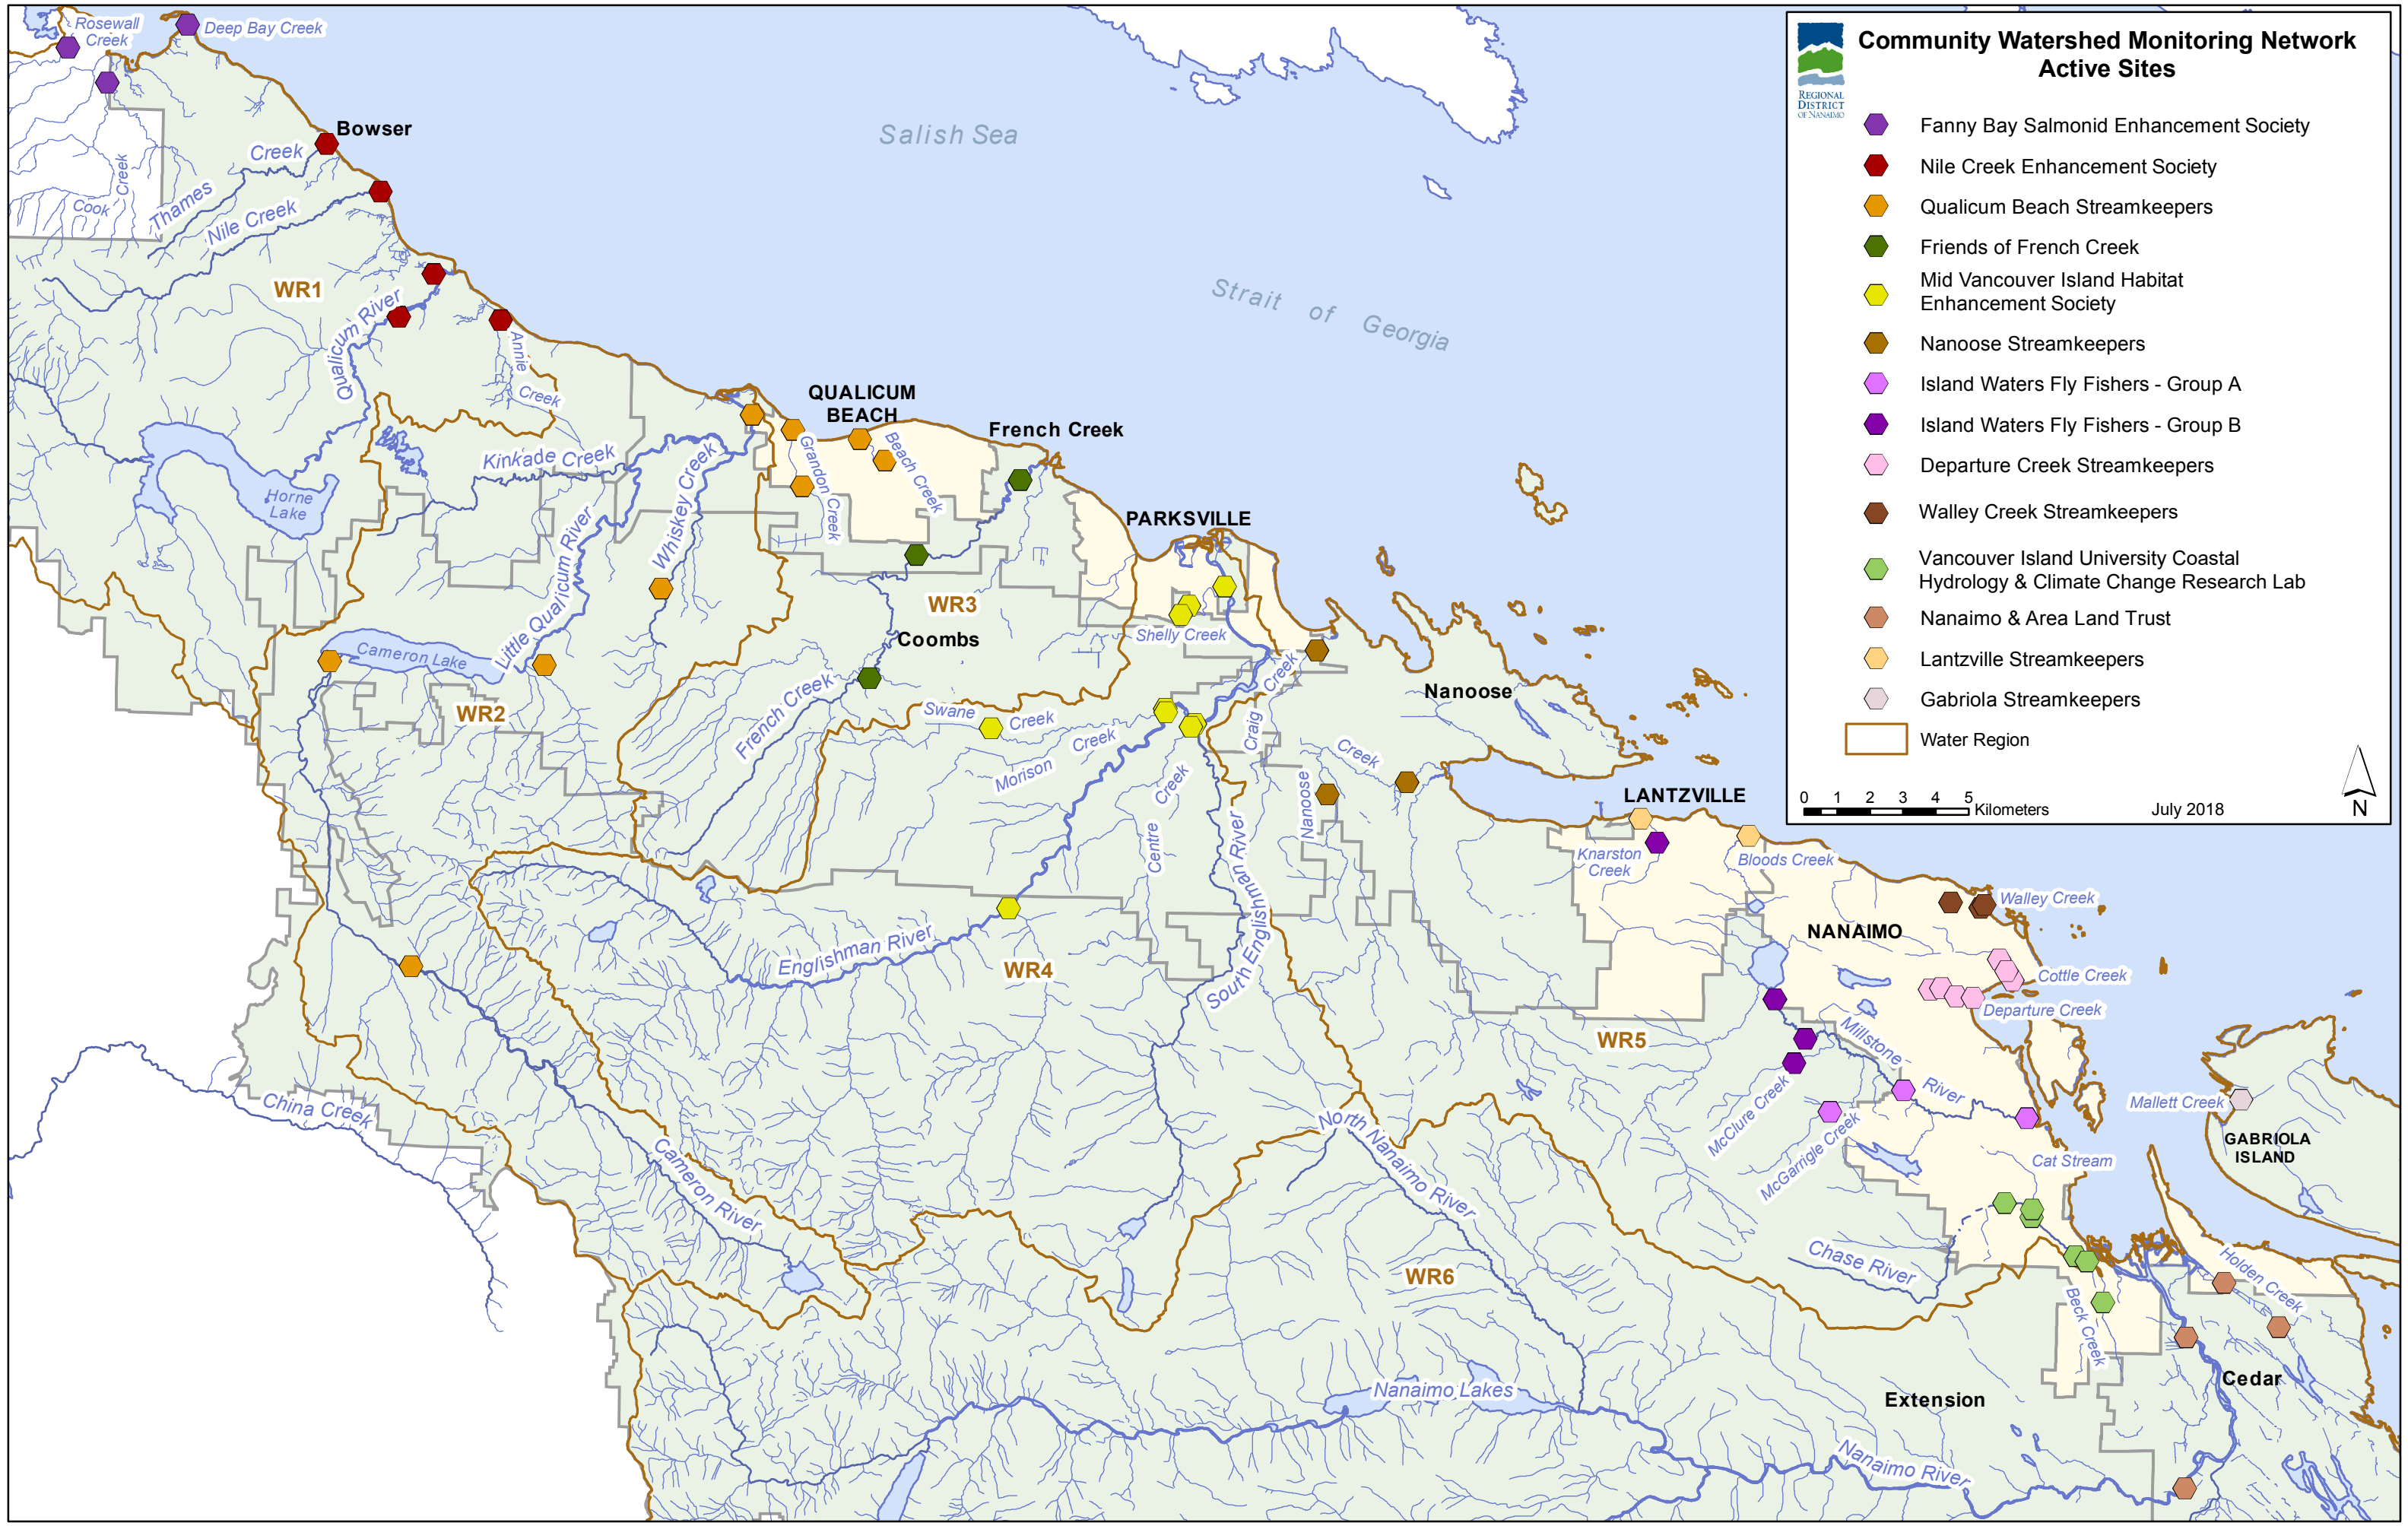 Community Watershed Monitoring Network
Active Sites
REGIONAL
DISTRICT
OF NANAIMO
Fanny Bay Salmonid Enhancement Society
Nile Creek Enhancement Society
Qualicum Beach Streamkeepers
Friends of French Creek
Mid Vancouver Island Habitat
Enhancement Society
Nanoose Streamkeepers
Island Waters Fly Fishers - Group A
Island Waters Fly Fishers - Group B
Departure Creek Streamkeepers
Walley Creek Streamkeepers
Vancouver Island University Coastal
Hydrology & Climate Change Research Lab
Nanaimo & Area Land Trust
Lantzville Streamkeepers
Gabriola Streamkeepers
Water Region
0 1 2 3 4 5
Kilometers
July 2018
N
Rosewall
Creek
Deep Bay Creek
Bowser
Thames
Creek
Cook
Creek
Nile Creek
WR1
Qualicum River
Annie
Creek
Horne
Lake
Kinkade Creek
Whiskey Creek
Little Qualicum River
Salish Sea
Strait of Georgia
QUALICUM
BEACH
Grandon Creek
Beach Creek
French Creek
PARKSVILLE
WR3
Coombs
Shelly Creek
Cameron Lake
WR2
French Creek
Swane Creek
Morison Creek
Craig Creek
Nanoose
Nanoose Creek
Centre Creek
South Englishman River
Englishman River
WR4
LANTZVILLE
Knarston
Creek
Bloods Creek
NANAIMO
Walley Creek
Cottle Creek
Departure Creek
WR5
Millstone River
McClure Creek
McGarrigle Creek
Mallett Creek
GABRIOLA
ISLAND
Cat Stream
China Creek
Cameron River
North Nanaimo River
Chase River
WR6
Holden Creek
Beck Creek
Cedar
Extension
Nanaimo Lakes
Nanaimo River